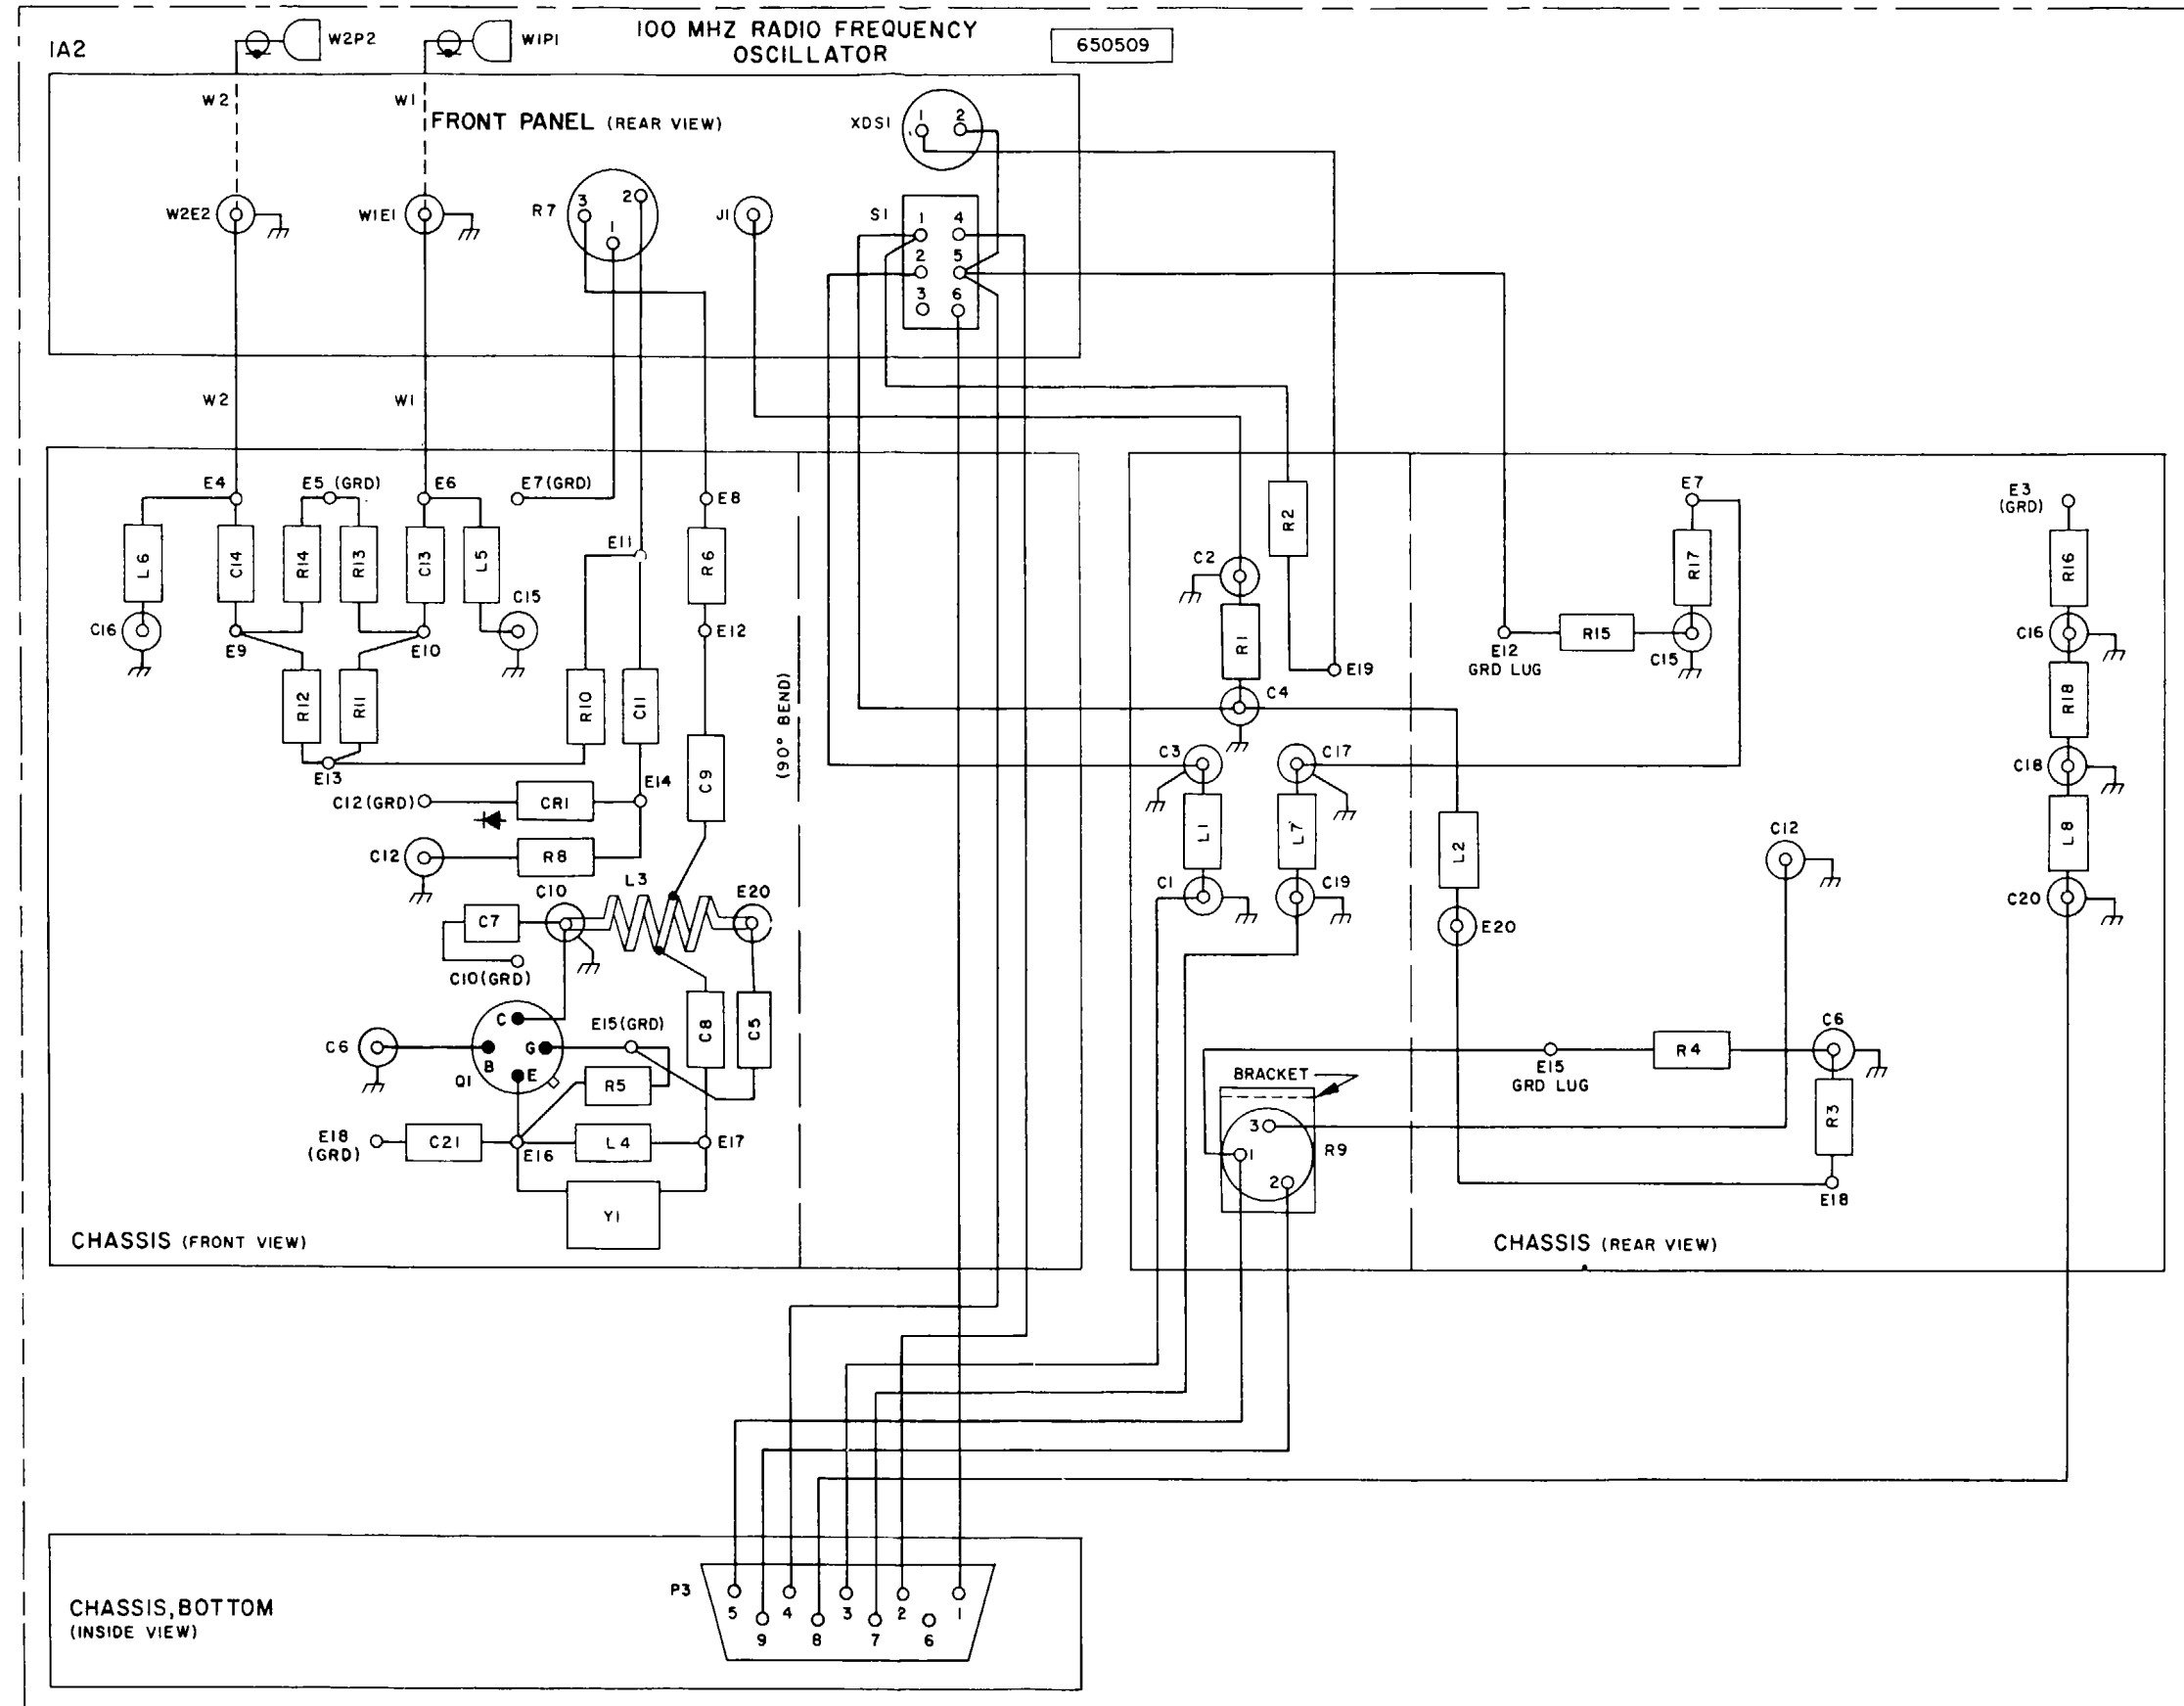 100 MHZ RADIO FREQUENCY
OSCILLATOR
650509
1A2
W2P2
W1P1
W2
W1
FRONT PANEL (REAR VIEW)
XDS1
1
2
W2E2
W1E1
R7
3
2
1
J1
S1
1
4
2
5
3
6
W2
W1
E4
E5 (GRD)
E6
E7 (GRD)
E8
L6
C14
R14
R13
C13
L5
E11
R6
C16
E9
E10
C15
E12
R12
R11
R10
C11
C9
(90° BEND)
E13
E14
C12 (GRD)
CR1
C12
R8
C10
L3
E20
C7
C10 (GRD)
C
E15 (GRD)
C8
C5
C6
B
G
Q1
E
R5
E18
(GRD)
C21
E16
L4
E17
Y1
CHASSIS (FRONT VIEW)
R2
C2
R1
E19
C4
C3
C17
L1
L7
C1
C19
L2
E20
E7
R17
E12
GRD LUG
R15
C15
E3
(GRD)
R16
C16
R18
C18
L8
C20
C12
C6
E15
GRD LUG
R4
R3
E18
BRACKET
3
1
2
R9
CHASSIS (REAR VIEW)
CHASSIS, BOTTOM
(INSIDE VIEW)
P3
5
4
3
2
1
9
8
7
6